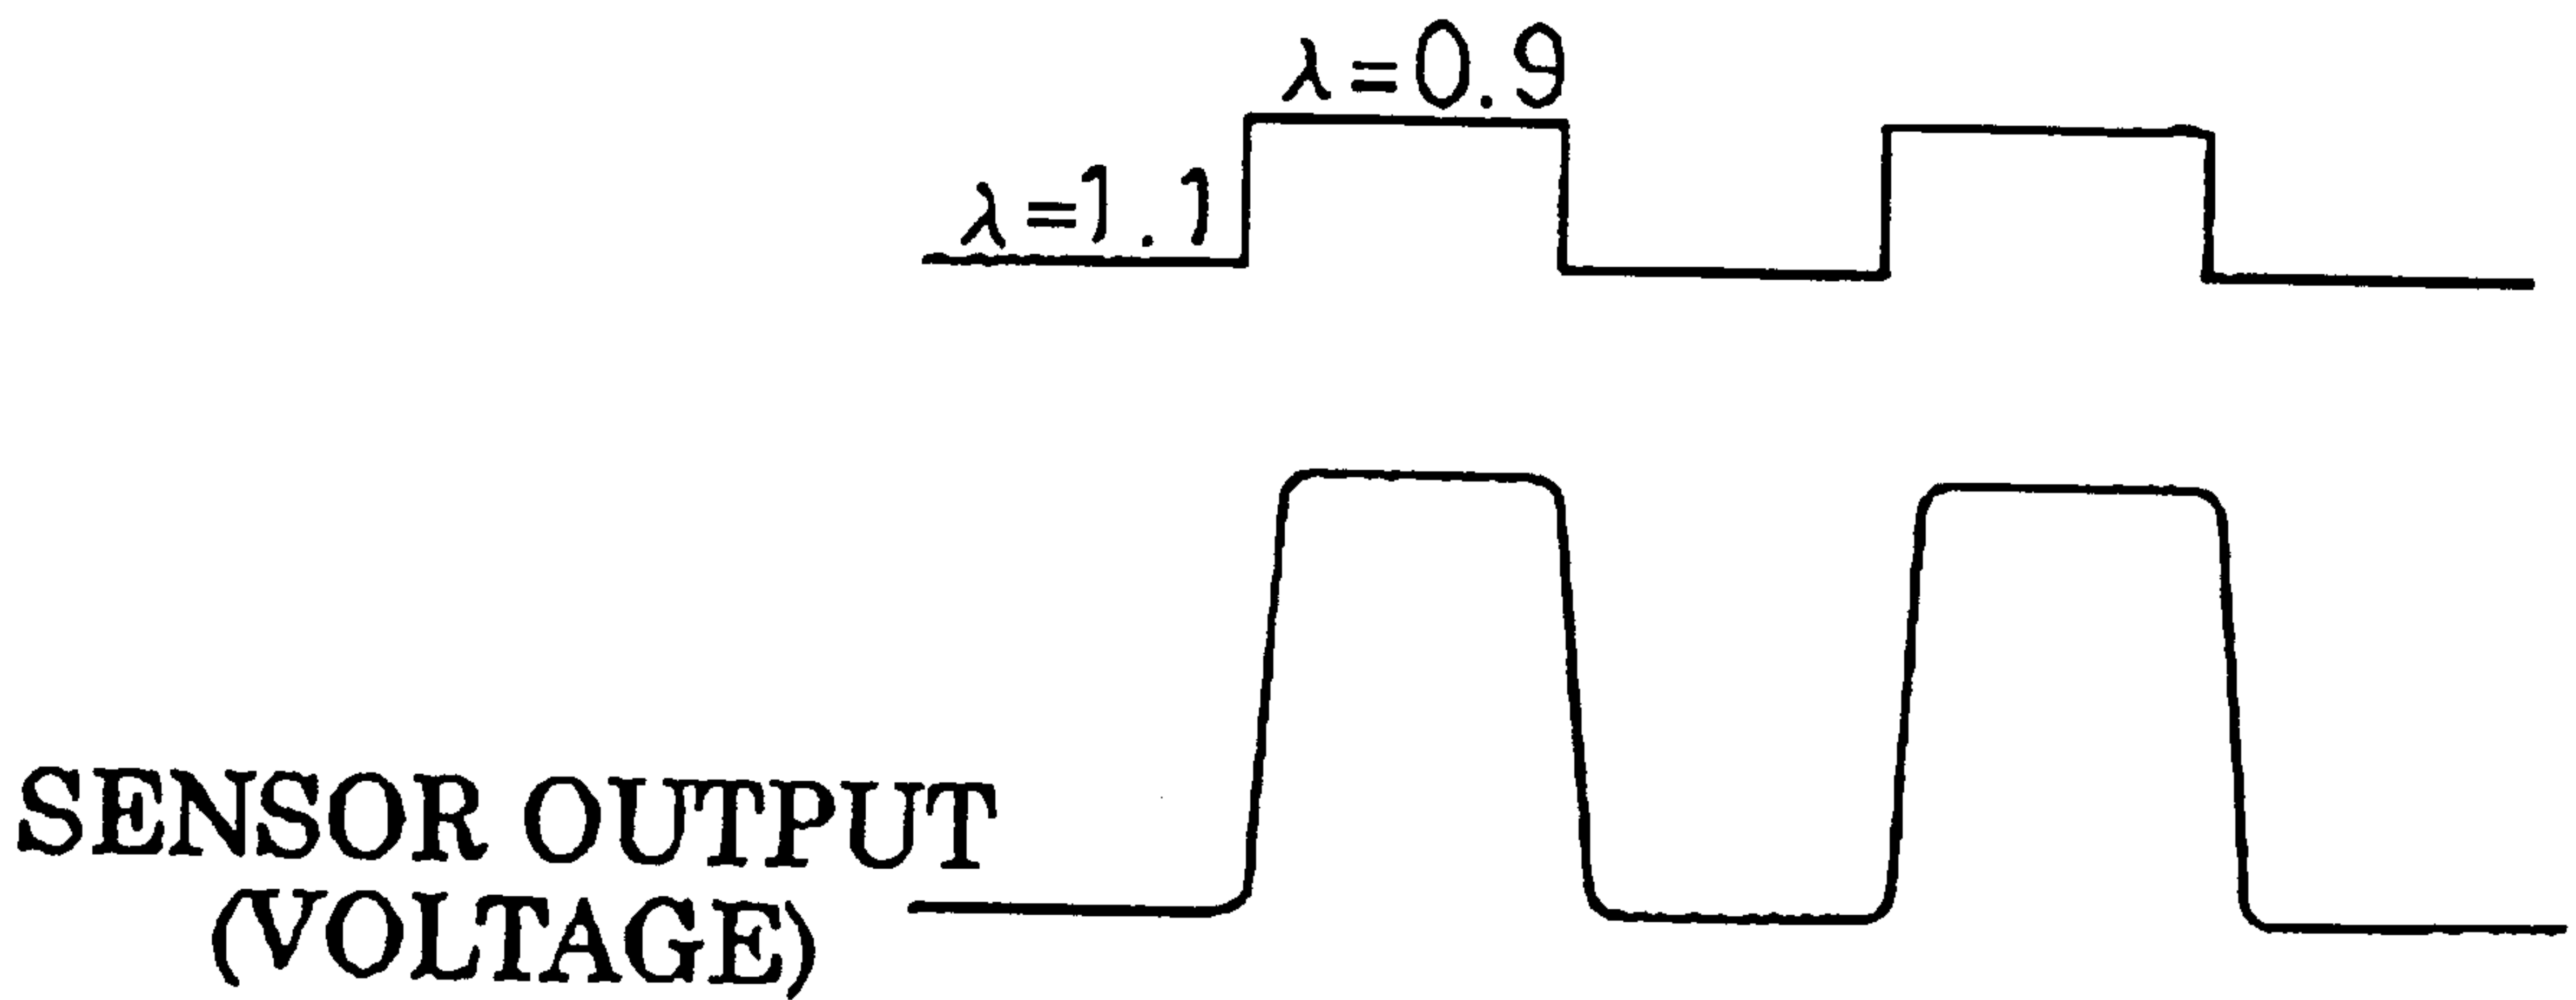 λ=0.9
λ=1.1
SENSOR OUTPUT
(VOLTAGE)